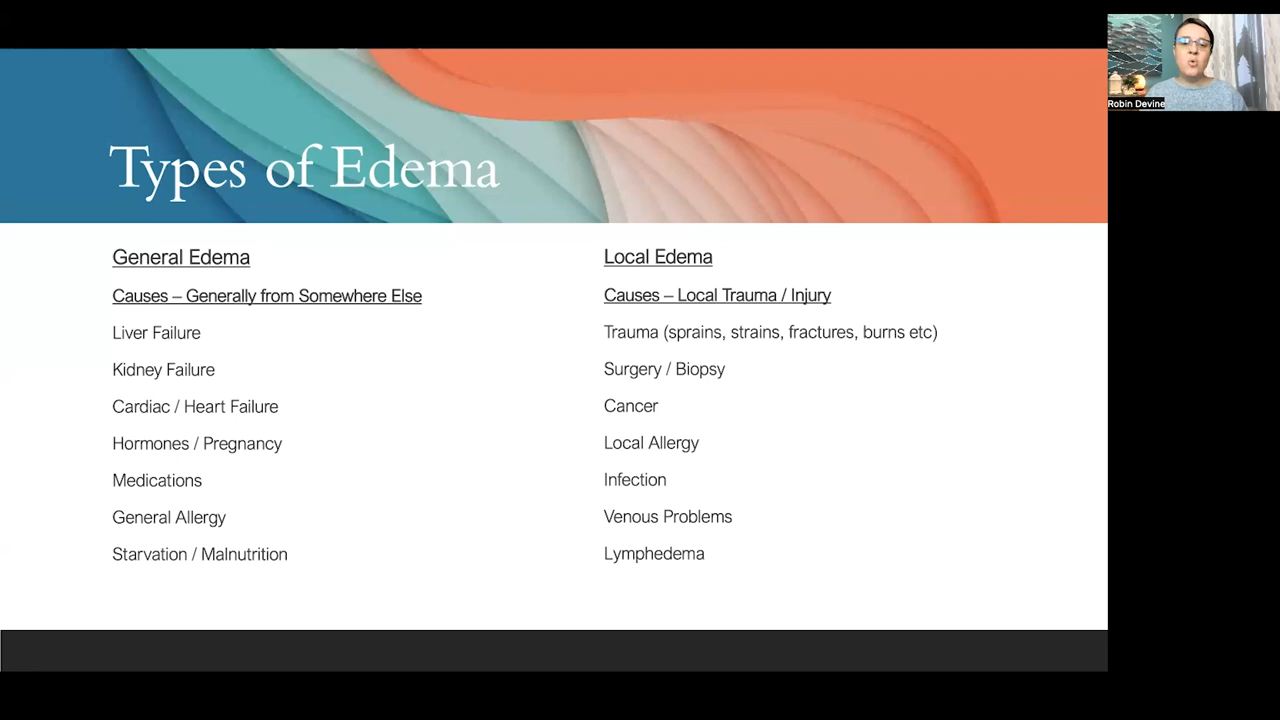 Types of Edema
General Edema
Causes – Generally from Somewhere Else
Liver Failure
Kidney Failure
Cardiac / Heart Failure
Hormones / Pregnancy
Medications
General Allergy
Starvation / Malnutrition
Local Edema
Causes – Local Trauma / Injury
Trauma (sprains, strains, fractures, burns etc)
Surgery / Biopsy
Cancer
Local Allergy
Infection
Venous Problems
Lymphedema
Robin Devine